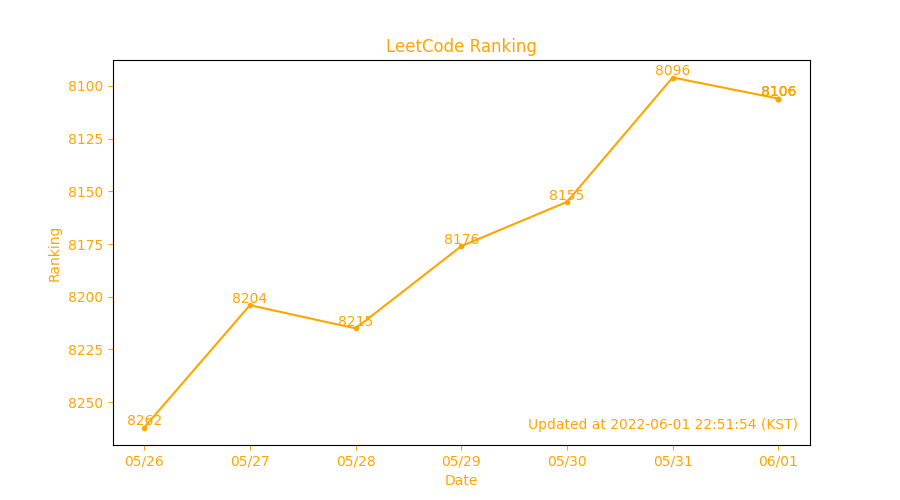 LeetCode Ranking
Ranking
8100
8125
8150
8175
8200
8225
8250
8262
8204
8215
8176
8155
8096
8106
Updated at 2022-06-01 22:51:54 (KST)
05/26 05/27 05/28 05/29 05/30 05/31 06/01
Date